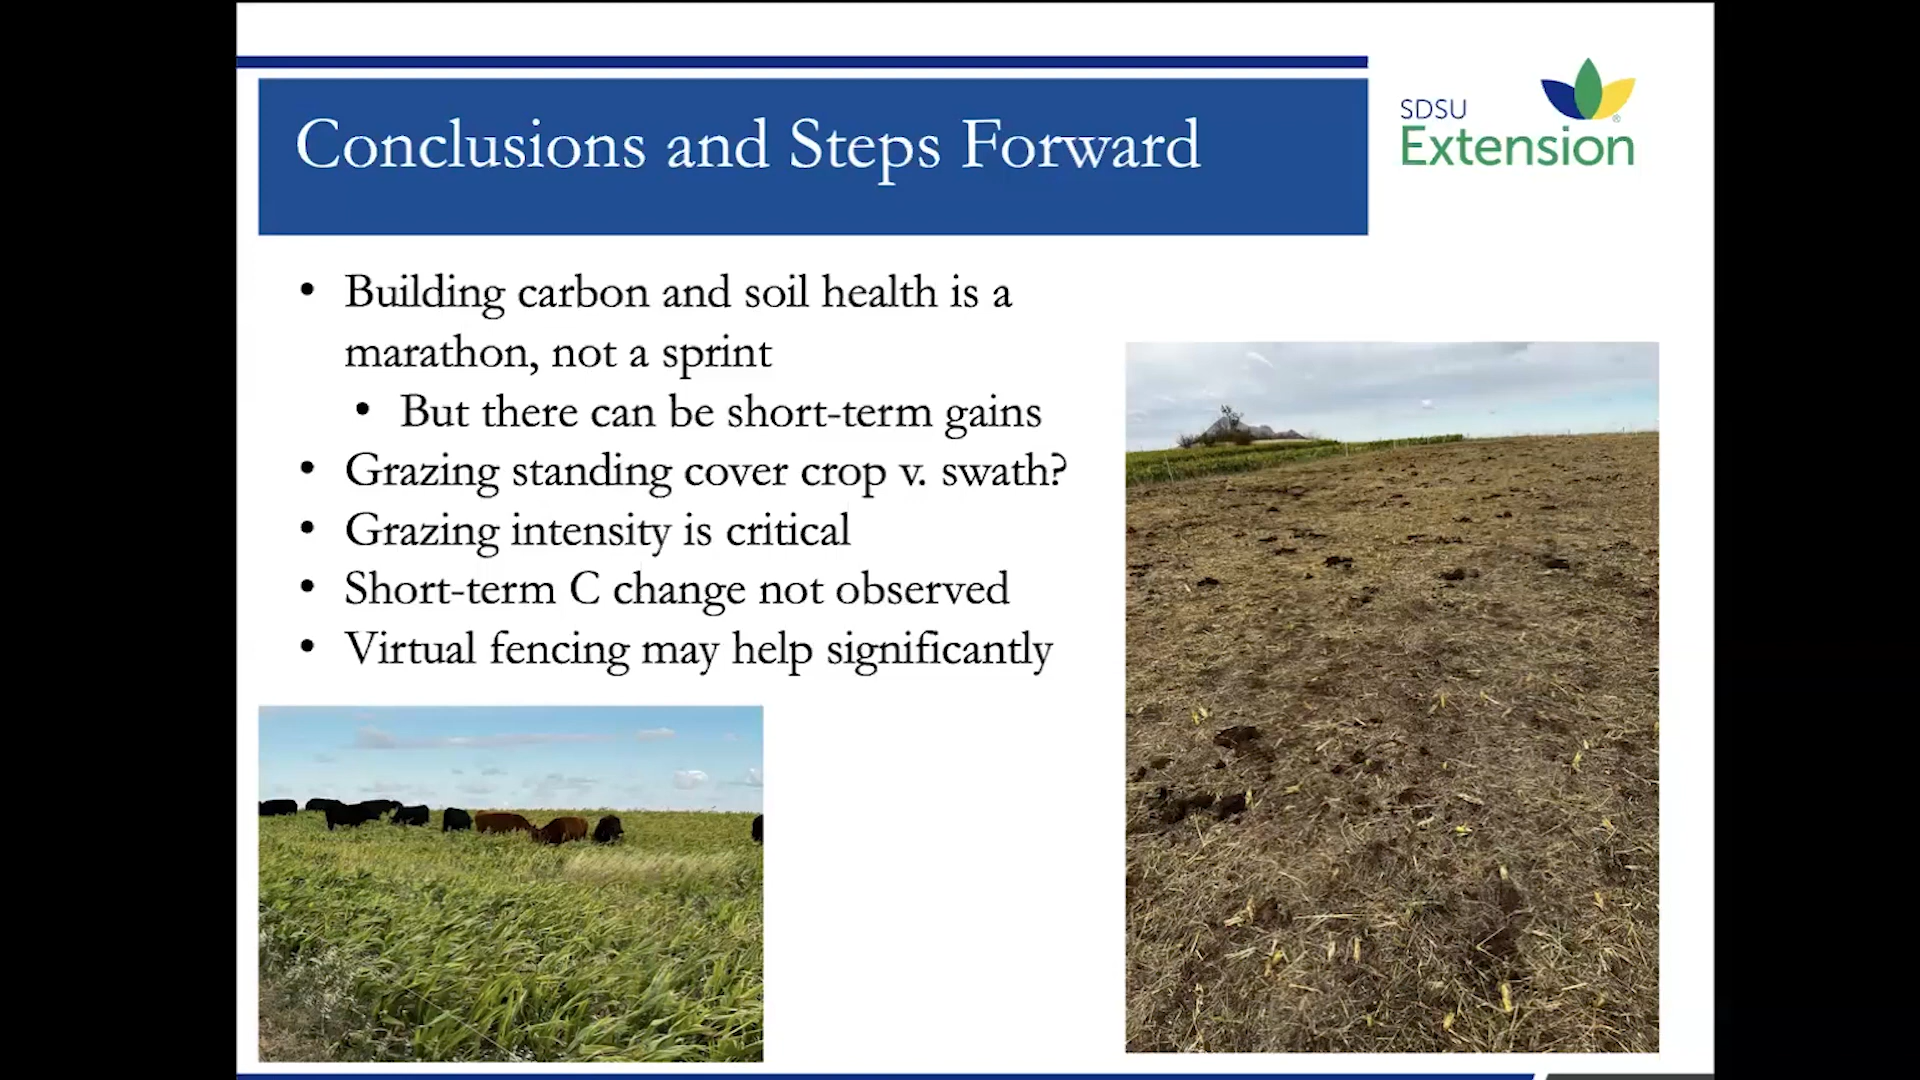 Conclusions and Steps Forward
SDSU
Extension
®
• Building carbon and soil health is a
marathon, not a sprint
• But there can be short-term gains
• Grazing standing cover crop v. swath?
• Grazing intensity is critical
• Short-term C change not observed
• Virtual fencing may help significantly